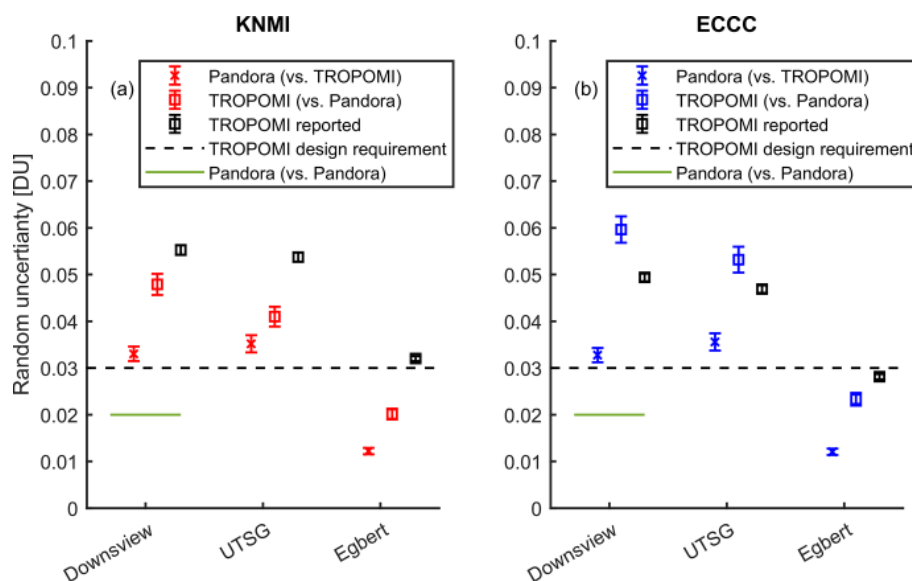 KNMI
(a)
Pandora (vs. TROPOMI)
TROPOMI (vs. Pandora)
TROPOMI reported
TROPOMI design requirement
Pandora (vs. Pandora)
Random uncertianty [DU]
0.1
0.09
0.08
0.07
0.06
0.05
0.04
0.03
0.02
0.01
0
Downsview
UTSG
Egbert
ECCC
(b)
Pandora (vs. TROPOMI)
TROPOMI (vs. Pandora)
TROPOMI reported
TROPOMI design requirement
Pandora (vs. Pandora)
0.1
0.09
0.08
0.07
0.06
0.05
0.04
0.03
0.02
0.01
0
Downsview
UTSG
Egbert